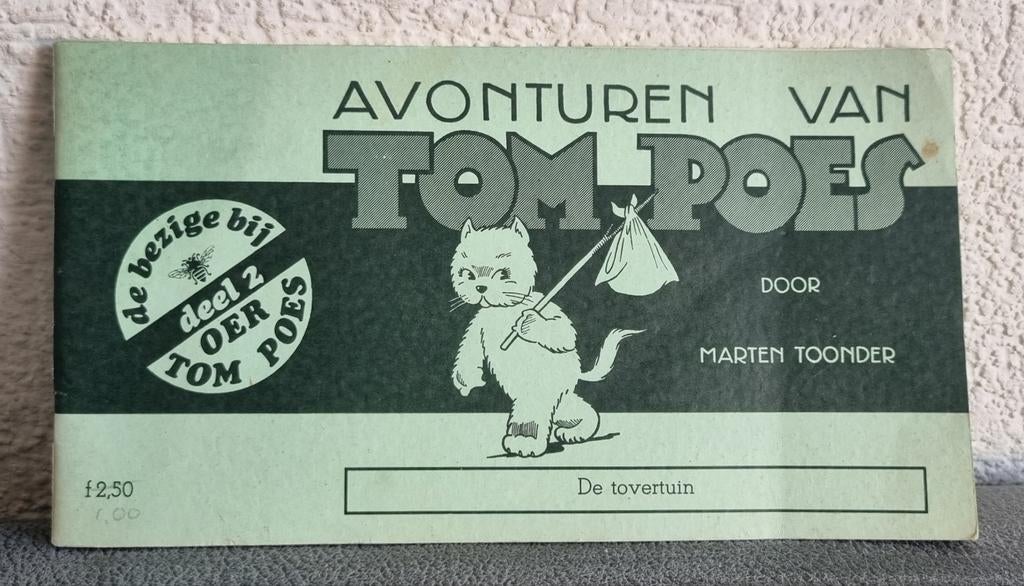 AVONTUREN VAN
TOM POES
de bezige bij
deel 2
OER
TOM POES
DOOR
MARTEN TOONDER
De tovertuin
f 2,50
1,00